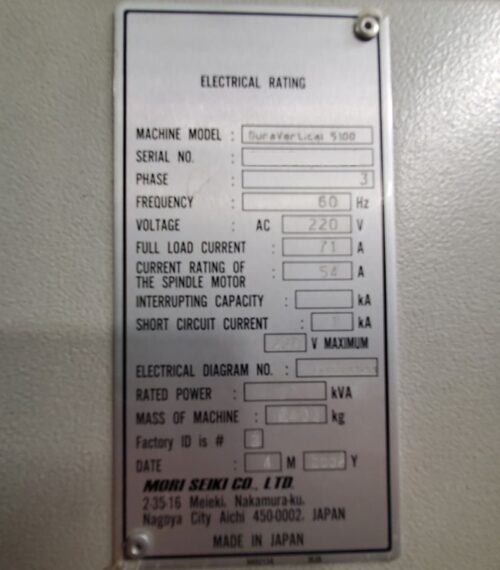 ELECTRICAL RATING
MACHINE MODEL : DuraVertical 5100
SERIAL NO. :
PHASE : 3
FREQUENCY : 60 Hz
VOLTAGE : AC 220 V
FULL LOAD CURRENT : 71 A
CURRENT RATING OF
THE SPINDLE MOTOR : 54 A
INTERRUPTING CAPACITY : kA
SHORT CIRCUIT CURRENT : kA
V MAXIMUM
ELECTRICAL DIAGRAM NO. :
RATED POWER : kVA
MASS OF MACHINE : kg
Factory ID is #
DATE : 4 M Y
MORI SEIKI CO., LTD.
2-35-16 Meieki, Nakamura-ku,
Nagoya City Aichi 450-0002, JAPAN
MADE IN JAPAN